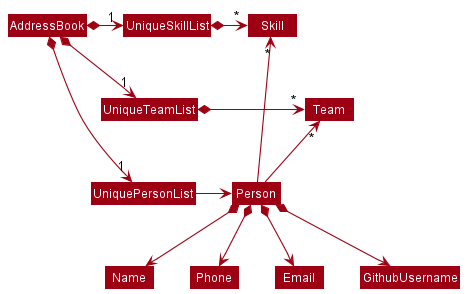 AddressBook 1 UniqueSkillList * Skill
*
1 UniqueTeamList * Team
*
1
UniquePersonList Person
Name Phone Email GithubUsername